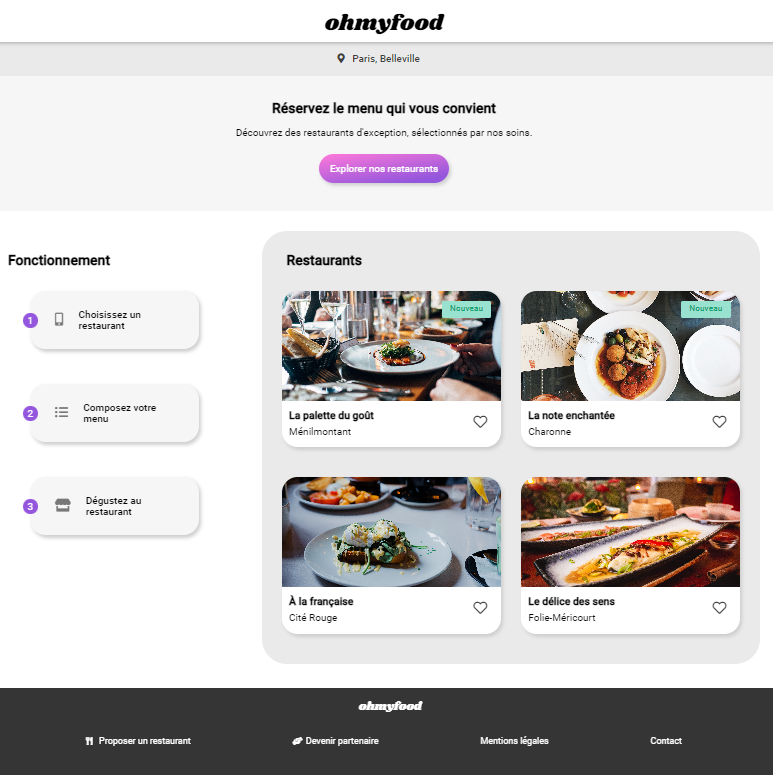 ohmyfood
Paris, Belleville
Réservez le menu qui vous convient
Découvrez des restaurants d'exception, sélectionnés par nos soins.
Explorer nos restaurants
Fonctionnement
1
Choisissez un
restaurant
2
Composez votre
menu
3
Dégustez au
restaurant
Restaurants
Nouveau
La palette du goût
Ménilmontant
Nouveau
La note enchantée
Charonne
À la française
Cité Rouge
Le délice des sens
Folie-Méricourt
ohmyfood
Proposer un restaurant
Devenir partenaire
Mentions légales
Contact